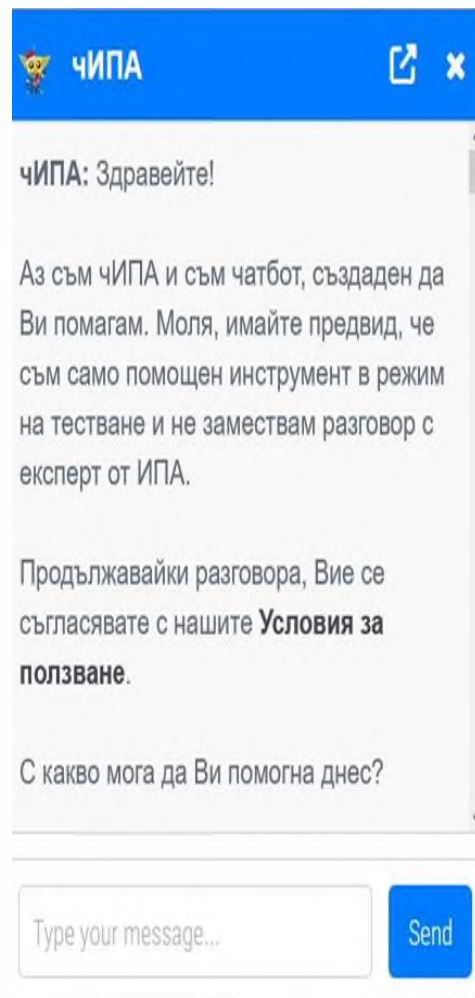 чИПА
чИПА: Здравейте!
Аз съм чИПА и съм чатбот, създаден да
Ви помагам. Моля, имайте предвид, че
съм само помощен инструмент в режим
на тестване и не замествам разговор с
експерт от ИПА.
Продължавайки разговора, Вие се
съгласявате с нашите Условия за
ползване.
С какво мога да Ви помогна днес?
Type your message...
Send